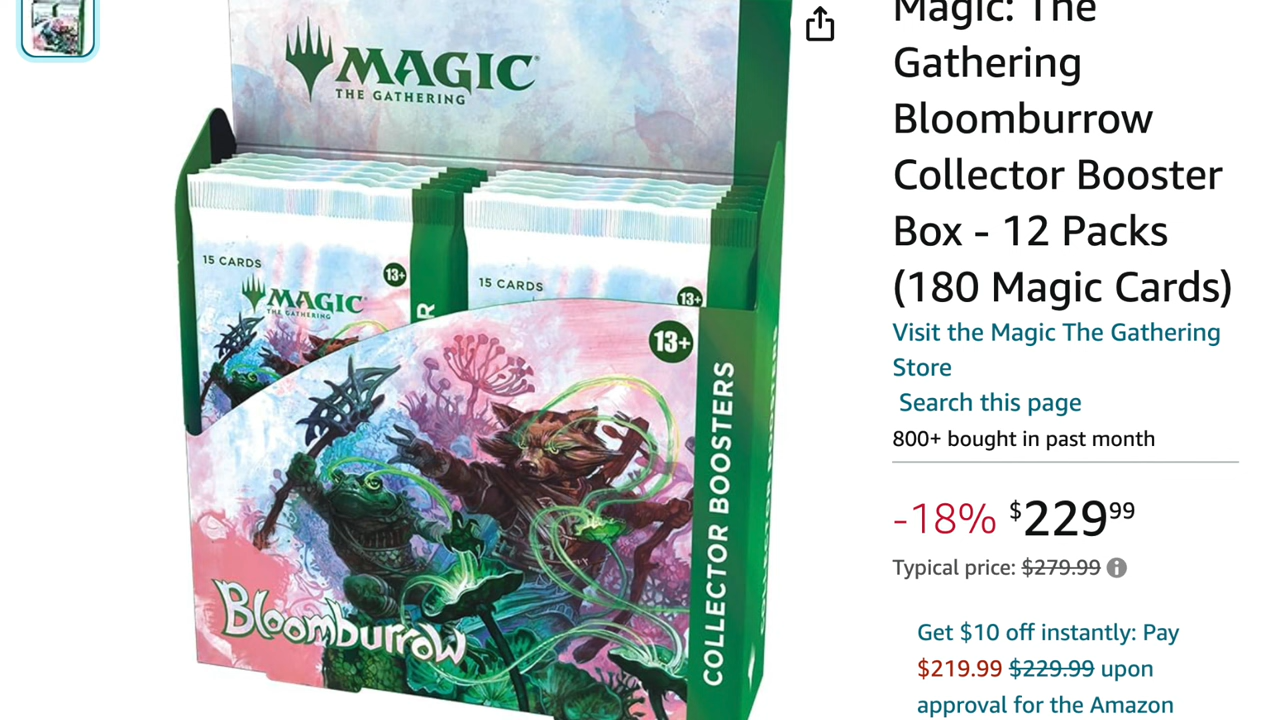 MAGIC
THE GATHERING
15 CARDS
13+
MAGIC
THE GATHERING
R
15 CARDS
13+
13+
COLLECTOR BOOSTERS
Bloomburrow
Magic: The
Gathering
Bloomburrow
Collector Booster
Box - 12 Packs
(180 Magic Cards)
Visit the Magic The Gathering
Store
Search this page
800+ bought in past month
-18% $229⁹⁹
Typical price: $279.99
Get $10 off instantly: Pay
$219.99 $229.99 upon
approval for the Amazon